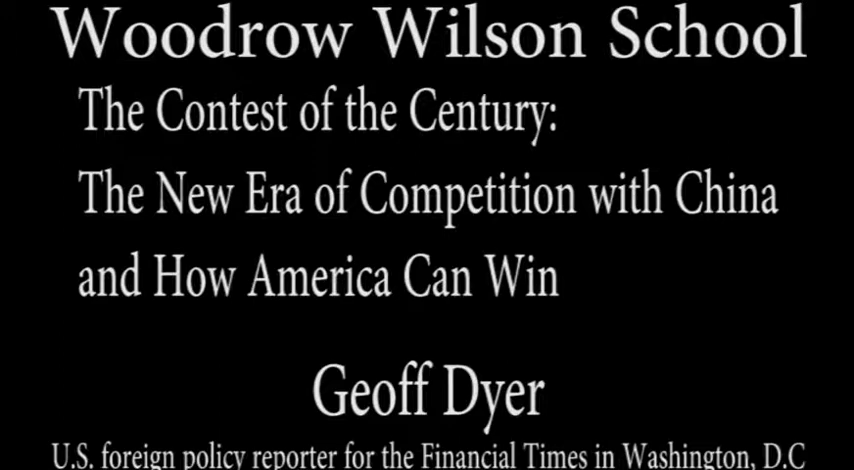 Woodrow Wilson School
The Contest of the Century:
The New Era of Competition with China
and How America Can Win
Geoff Dyer
U.S. foreign policy reporter for the Financial Times in Washington, D.C